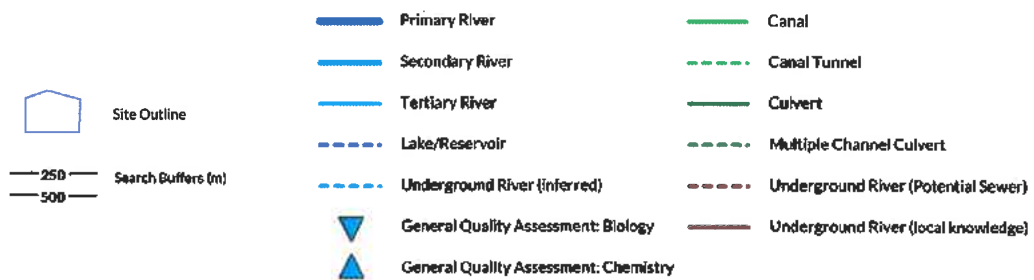 Site Outline
250
500
Search Buffers (m)
Primary River
Secondary River
Tertiary River
Lake/Reservoir
Underground River (inferred)
General Quality Assessment: Biology
General Quality Assessment: Chemistry
Canal
Canal Tunnel
Culvert
Multiple Channel Culvert
Underground River (Potential Sewer)
Underground River (local knowledge)